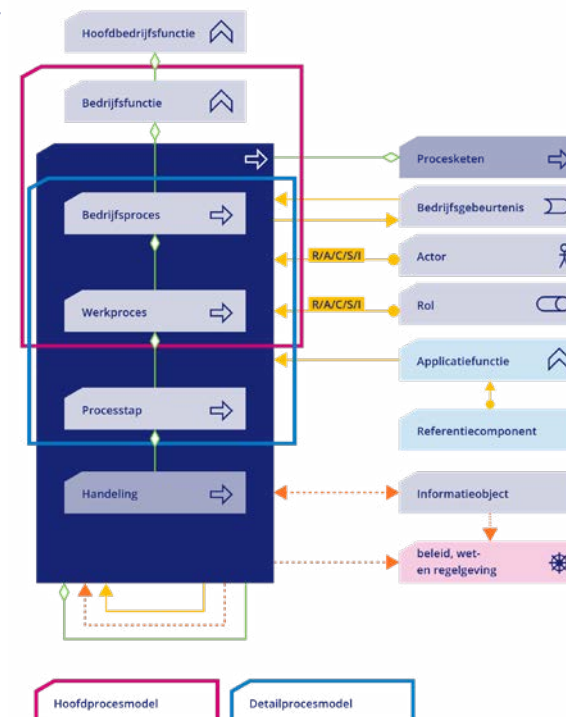 Hoofdbedrijfsfunctie
Bedrijfsfunctie
Procesketen
Bedrijfsproces
Bedrijfsgebeurtenis
R/A/C/S/I
Actor
Werkproces
R/A/C/S/I
Rol
Applicatiefunctie
Processtap
Referentiecomponent
Handeling
Informatieobject
beleid, wet-
en regelgeving
Hoofdprocesmodel
Detailprocesmodel